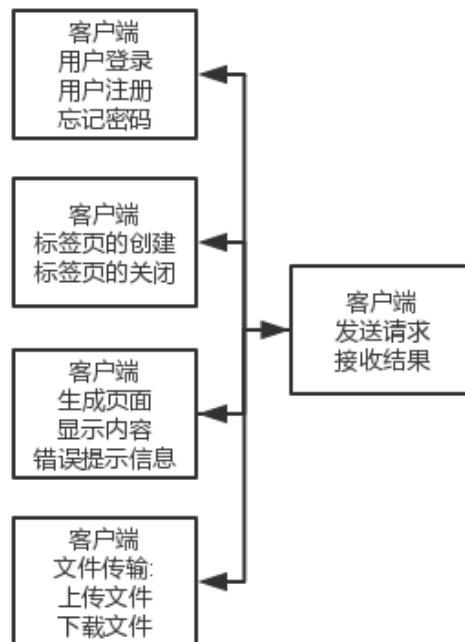 客户端
用户登录
用户注册
忘记密码
客户端
标签页的创建
标签页的关闭
客户端
发送请求
接收结果
客户端
生成页面
显示内容
错误提示信息
客户端
文件传输:
上传文件
下载文件